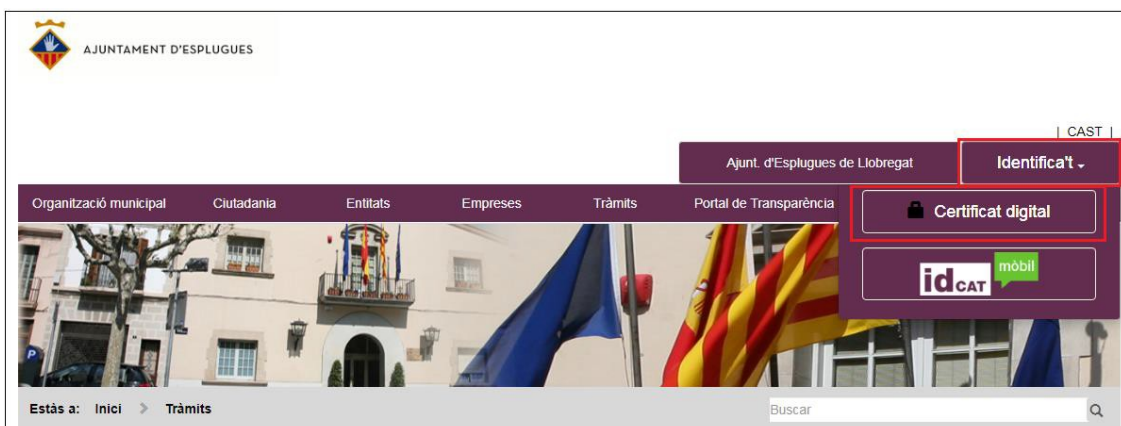 AJUNTAMENT D'ESPLUGUES
| CAST |
Ajunt. d'Esplugues de Llobregat
Identifica't
Organització municipal Ciutadania Entitats Empreses Tràmits Portal de Transparència
Certificat digital
idCAT mòbil
P
Estàs a: Inici > Tràmits
Buscar